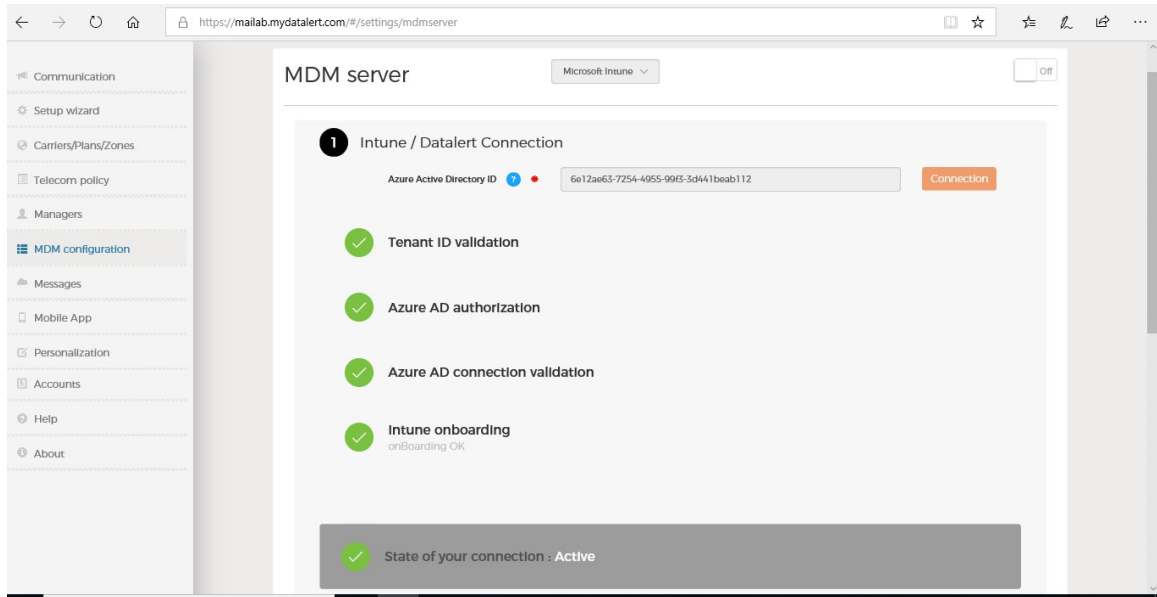 https://mailab.mydatalert.com/#/settings/mdmserver
Communication
Setup wizard
Carriers/Plans/Zones
Telecom policy
Managers
MDM configuration
Messages
Mobile App
Personalization
Accounts
Help
About
MDM server
Microsoft Intune
Off
1 Intune / Datalert Connection
Azure Active Directory ID ? * 6e12ae63-7254-4955-99f3-3d441beab112 Connection
Tenant ID validation
Azure AD authorization
Azure AD connection validation
Intune onboarding
onBoarding OK
State of your connection : Active